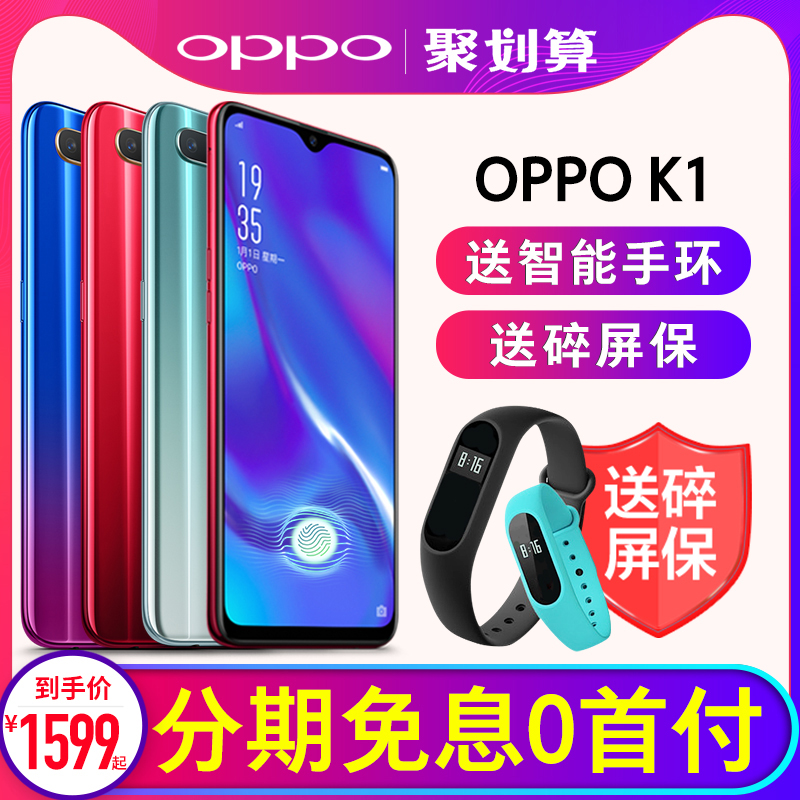 oppo 聚划算
19
35
1月1日 星期一
OPPO
OPPO K1
送智能手环
送碎屏保
8:16
8:16
送碎
屏保
到手价
¥1599起
分期免息0首付